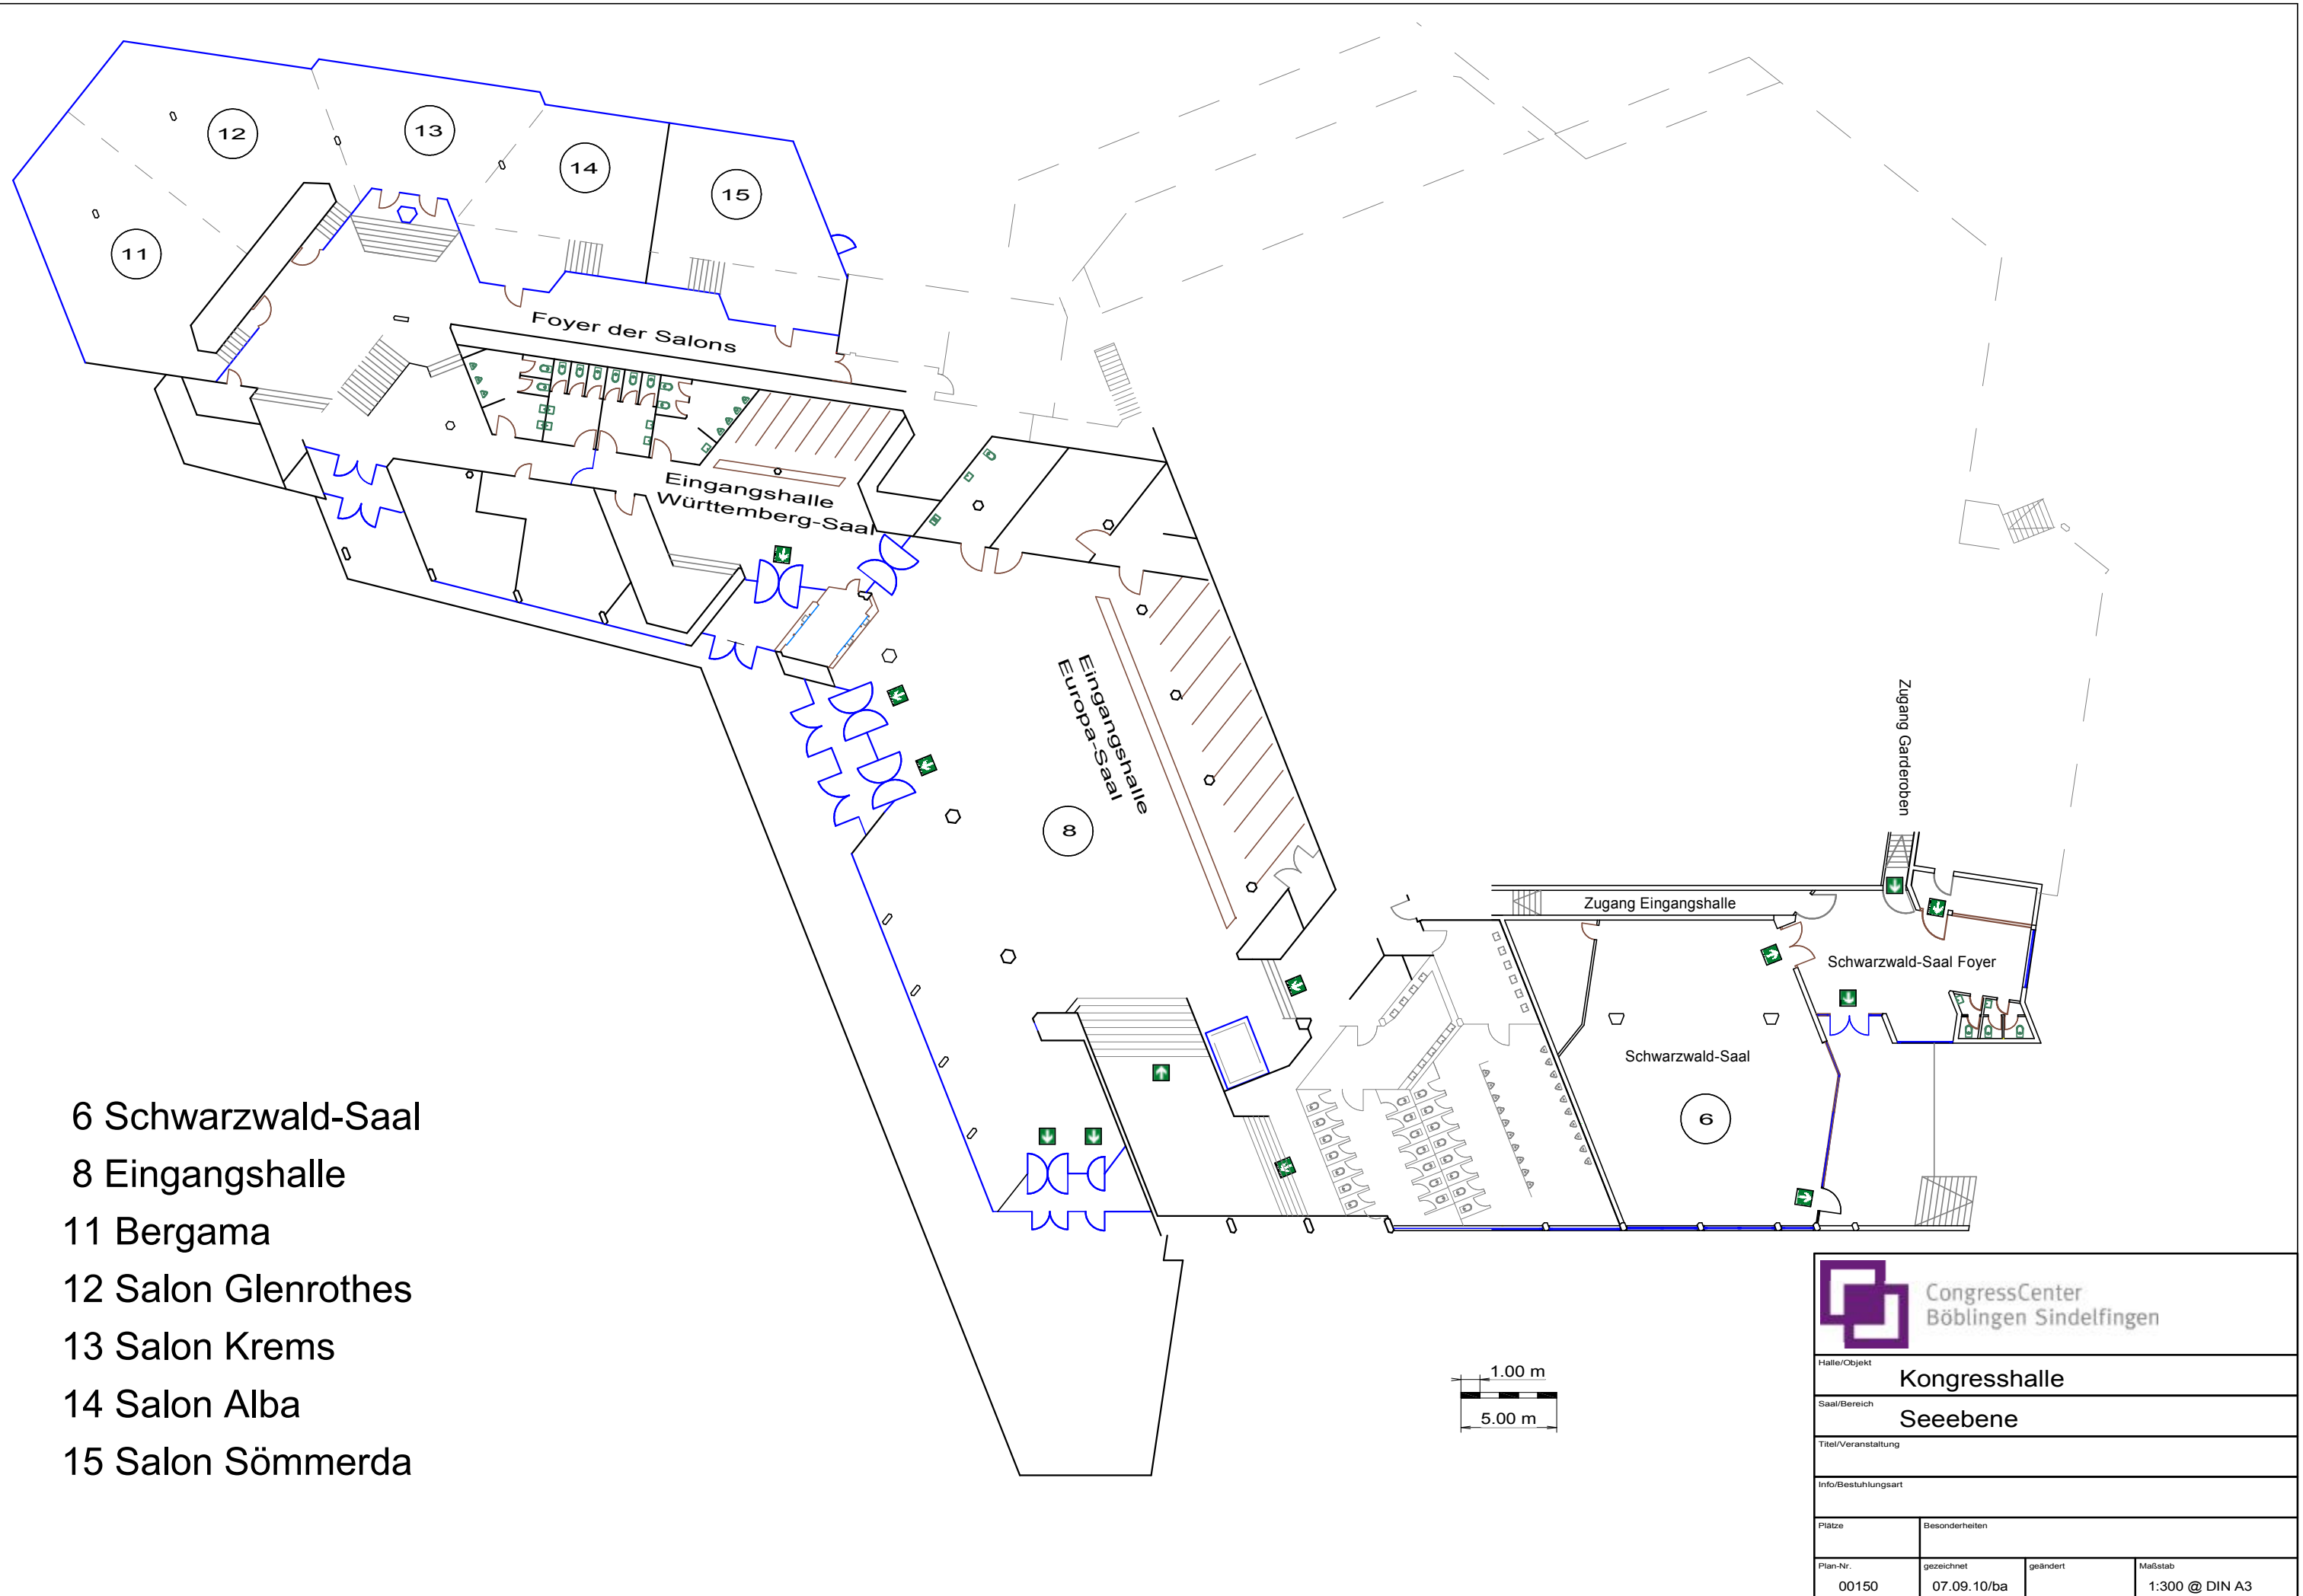 12
13
14
15
11
Foyer der Salons
Eingangshalle
Württemberg-Saal
Eingangshalle
Europa-Saal
8
Zugang Garderoben
Zugang Eingangshalle
Schwarzwald-Saal Foyer
Schwarzwald-Saal
6
6 Schwarzwald-Saal
8 Eingangshalle
11 Bergama
12 Salon Glenrothes
13 Salon Krems
14 Salon Alba
15 Salon Sömmerda
1.00 m
5.00 m
CongressCenter
Böblingen Sindelfingen
Halle/Objekt
Kongresshalle
Saal/Bereich
Seeebene
Titel/Veranstaltung
Info/Bestuhlungsart
Plätze
Besonderheiten
Plan-Nr.
00150
gezeichnet
07.09.10/ba
geändert
Maßstab
1:300 @ DIN A3